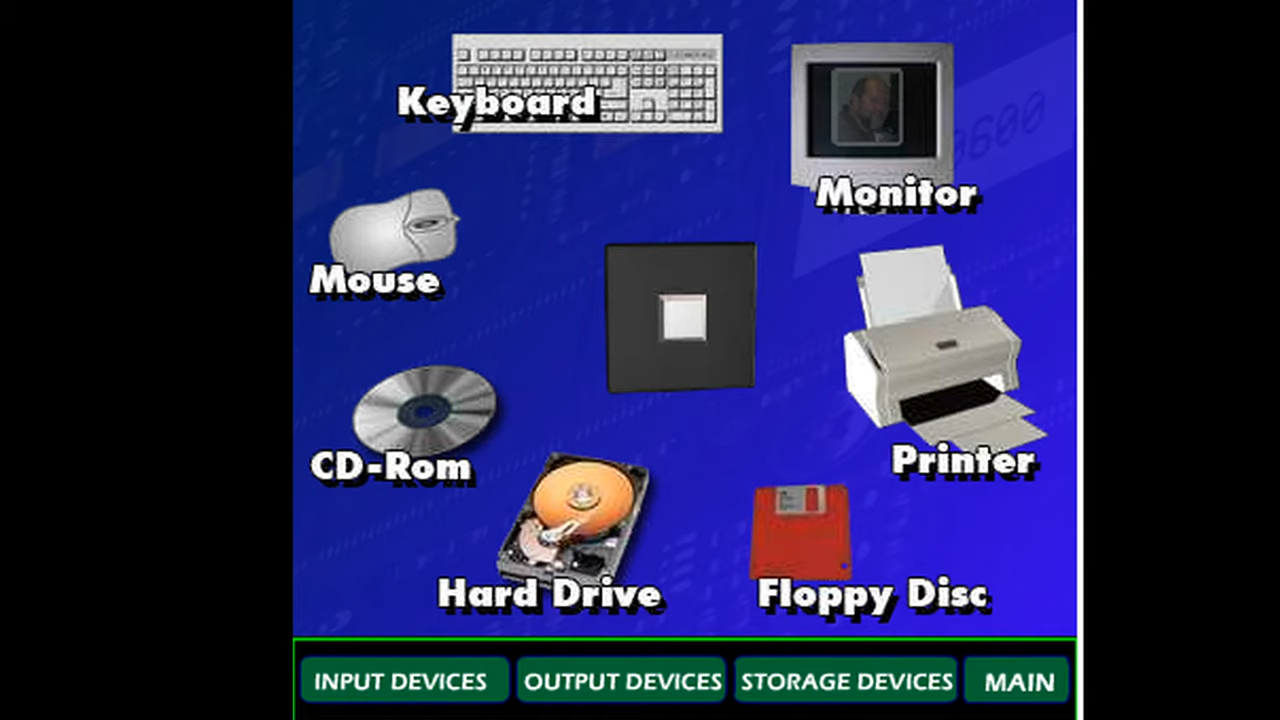 Keyboard
Monitor
Mouse
CD-Rom
Printer
Hard Drive
Floppy Disc
INPUT DEVICES
OUTPUT DEVICES
STORAGE DEVICES
MAIN